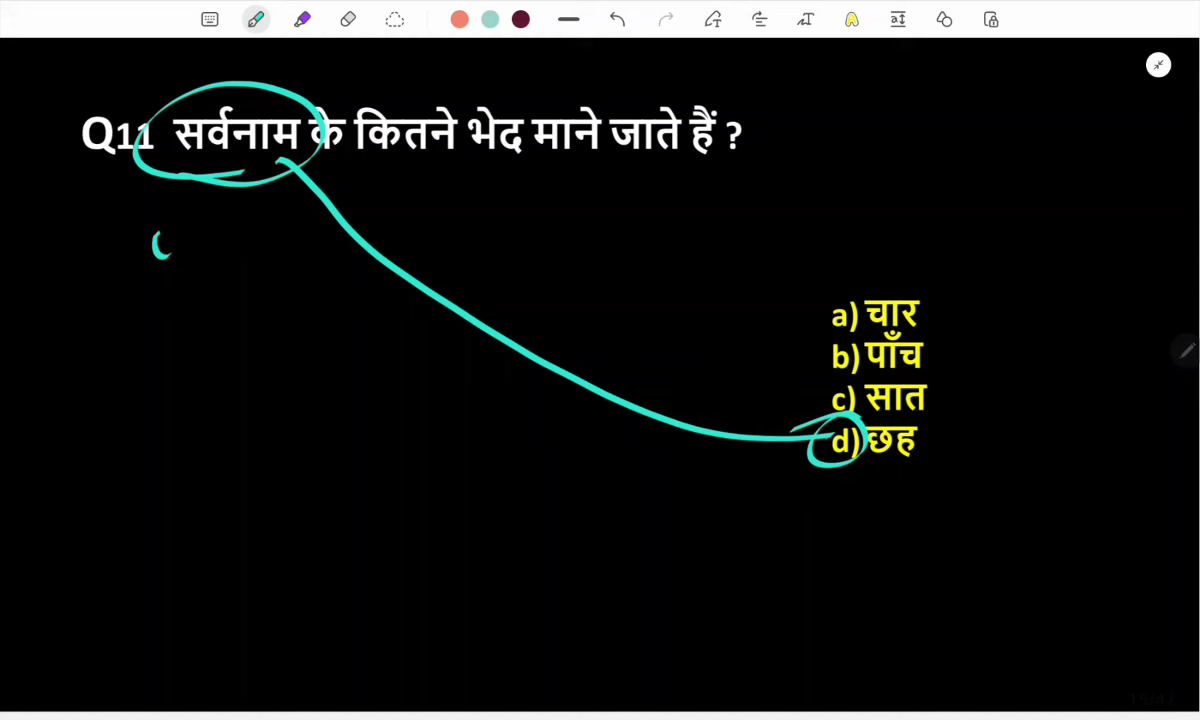 Q11 सर्वनाम के कितने भेद माने जाते हैं ?
a) चार
b) पाँच
c) सात
d) छह